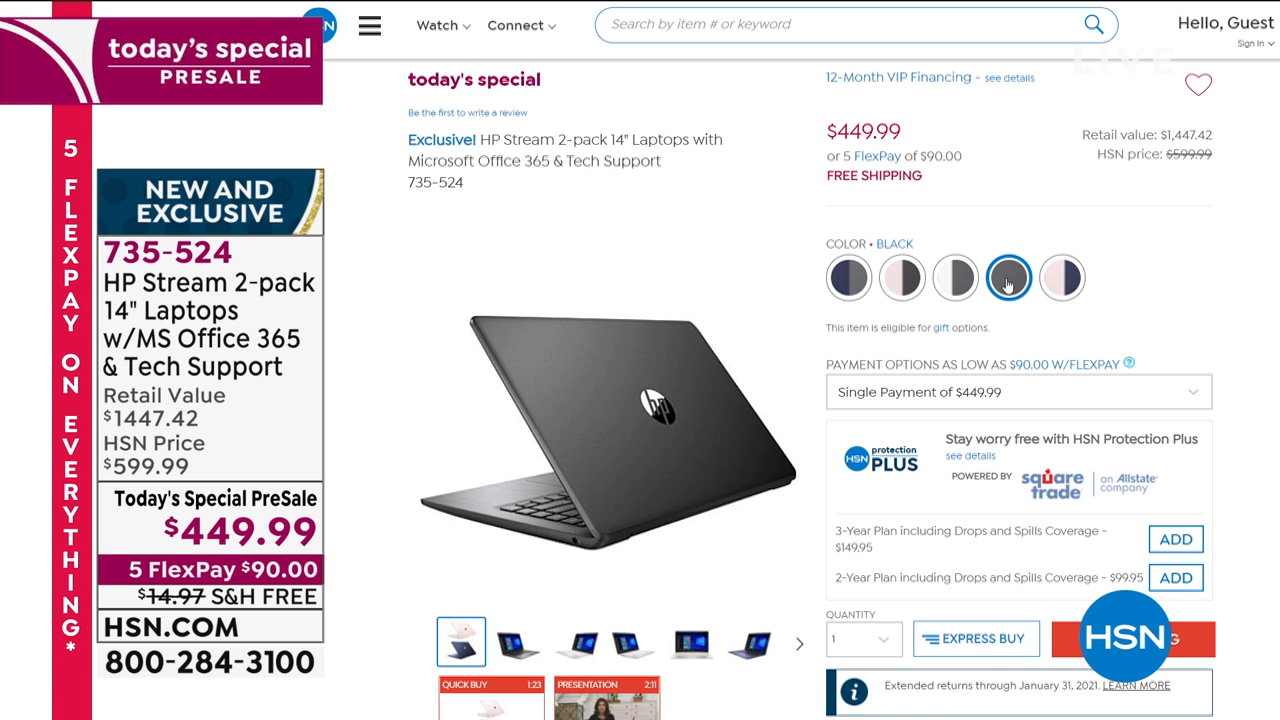 today's special
PRESALE
5 FLEXPAY ON EVERYTHING*
NEW AND
EXCLUSIVE
735-524
HP Stream 2-pack
14" Laptops
w/MS Office 365
& Tech Support
Retail Value
$1447.42
HSN Price
$599.99
Today's Special PreSale
$449.99
5 FlexPay $90.00
$14.97 S&H FREE
HSN.COM
800-284-3100
Watch
Connect
Search by item # or keyword
Hello, Guest
Sign In
LIVE
today's special
Be the first to write a review
Exclusive! HP Stream 2-pack 14" Laptops with
Microsoft Office 365 & Tech Support
735-524
hp
QUICK BUY 1:23
PRESENTATION 2:11
12-Month VIP Financing - see details
$449.99
Retail value: $1,447.42
or 5 FlexPay of $90.00
HSN price: $599.99
FREE SHIPPING
COLOR • BLACK
This item is eligible for gift options.
PAYMENT OPTIONS AS LOW AS $90.00 W/FLEXPAY ?
Single Payment of $449.99
HSN protection PLUS
Stay worry free with HSN Protection Plus
see details
POWERED BY square trade | an Allstate company
3-Year Plan including Drops and Spills Coverage -
$149.95
ADD
2-Year Plan including Drops and Spills Coverage - $99.95
ADD
QUANTITY
1
EXPRESS BUY
HSN
Extended returns through January 31, 2021. LEARN MORE